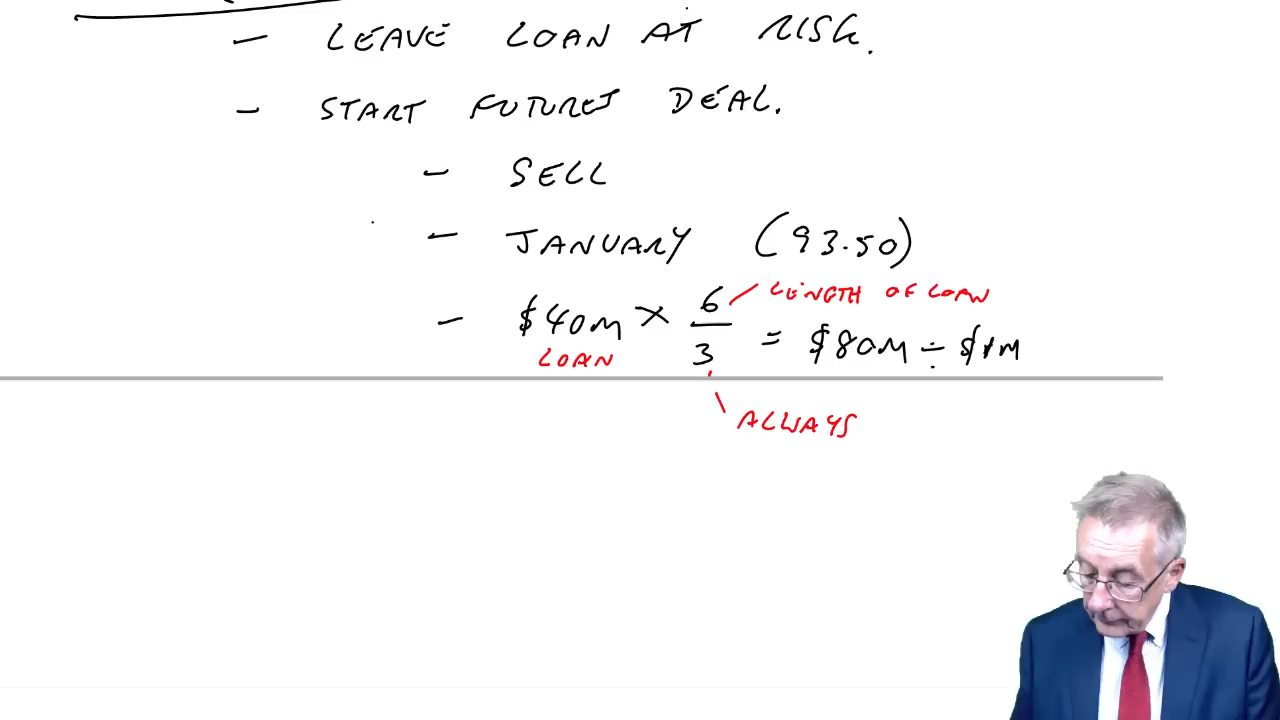 - LEAVE LOAN AT RISK.
- START FUTURES DEAL.
- SELL
- JANUARY (93.50)
- $40M × 6/3 = $80M ÷ $1M
LENGTH OF LOAN
LOAN
ALWAYS